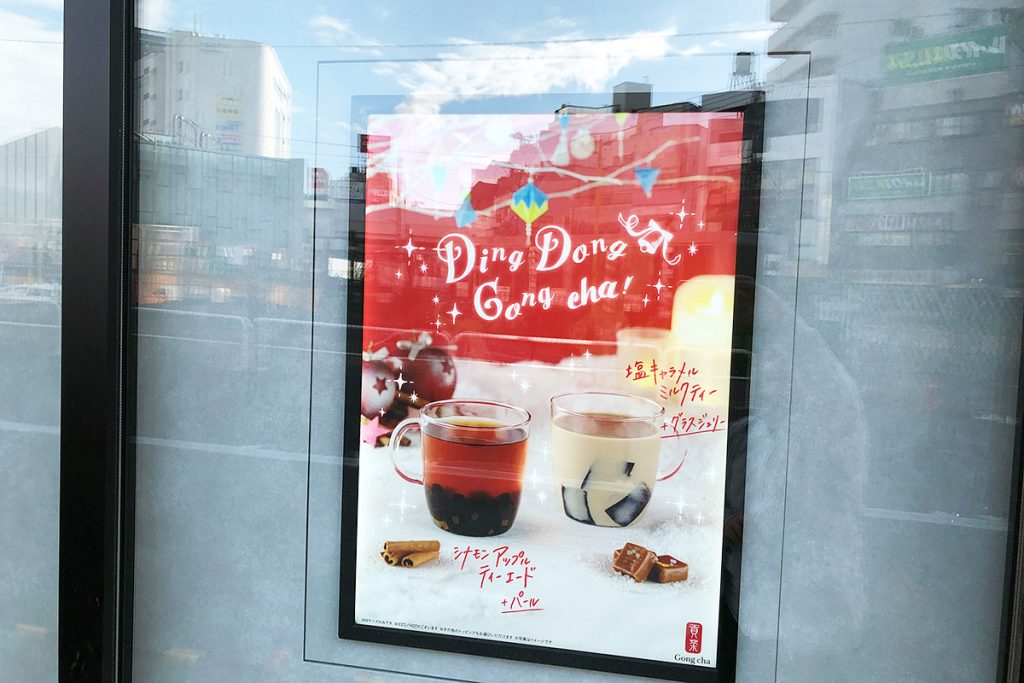 Ding Dong
Gong cha!
塩キャラメル
ミルクティー
+グラスジェリー
シナモン アップル
ティーエード
+パール
貢茶
Gong cha